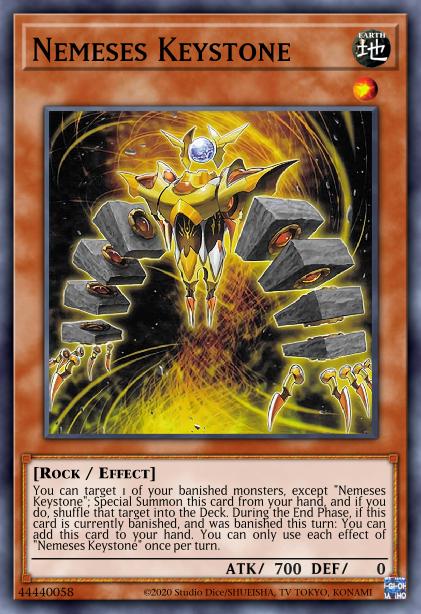 NEMESES KEYSTONE
EARTH
地
[ROCK / EFFECT]
You can target 1 of your banished monsters, except "Nemeses
Keystone"; Special Summon this card from your hand, and if you
do, shuffle that target into the Deck. During the End Phase, if this
card is currently banished, and was banished this turn: You can
add this card to your hand. You can only use each effect of
"Nemeses Keystone" once per turn.
ATK/ 700 DEF/ 0
44440058
©2020 Studio Dice/SHUEISHA, TV TOKYO, KONAMI